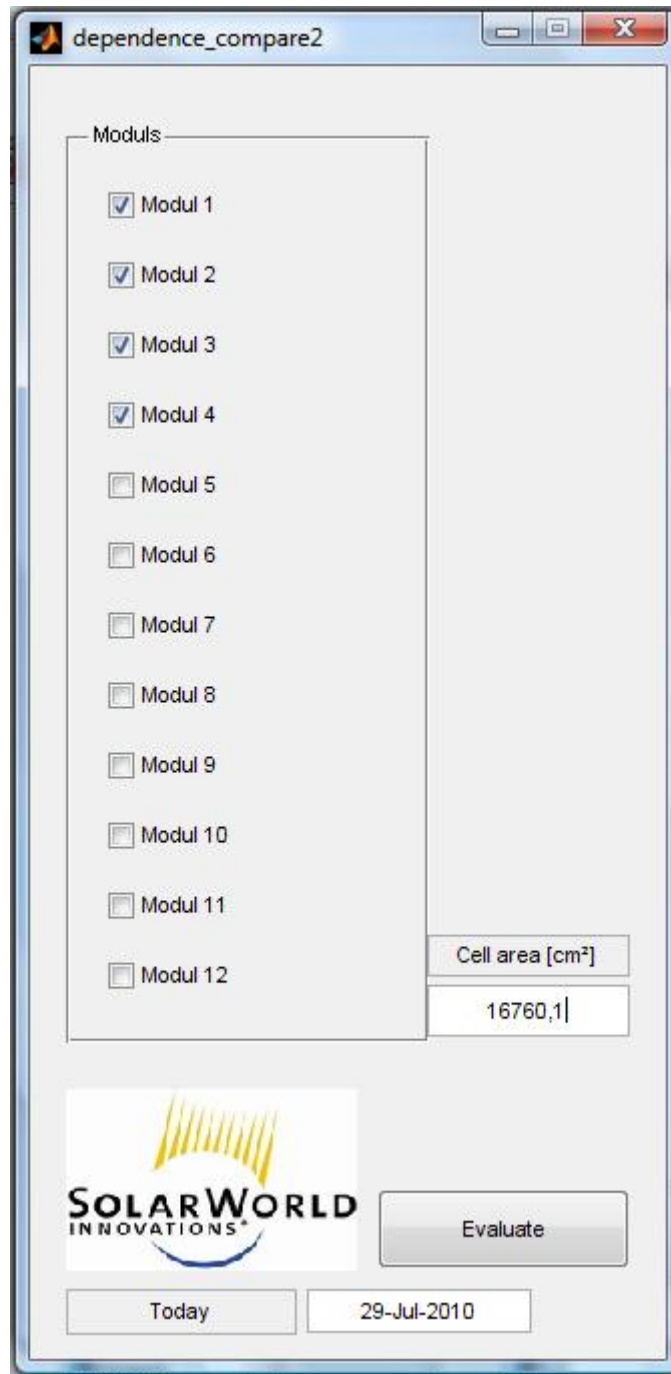 dependence_compare2
Moduls
Modul 1
Modul 2
Modul 3
Modul 4
Modul 5
Modul 6
Modul 7
Modul 8
Modul 9
Modul 10
Modul 11
Modul 12
Cell area [cm²]
16760,1
SOLARWORLD
INNOVATIONS
Evaluate
Today
29-Jul-2010